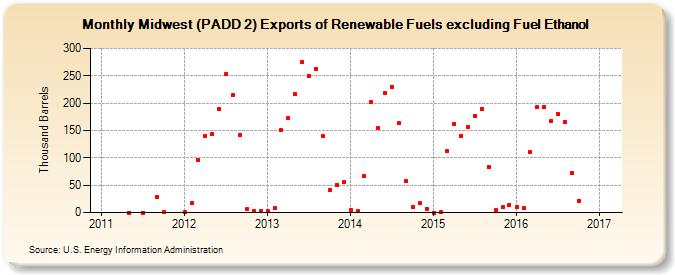 Monthly Midwest (PADD 2) Exports of Renewable Fuels excluding Fuel Ethanol
Thousand Barrels
300
250
200
150
100
50
0
2011 2012 2013 2014 2015 2016 2017
Source: U.S. Energy Information Administration